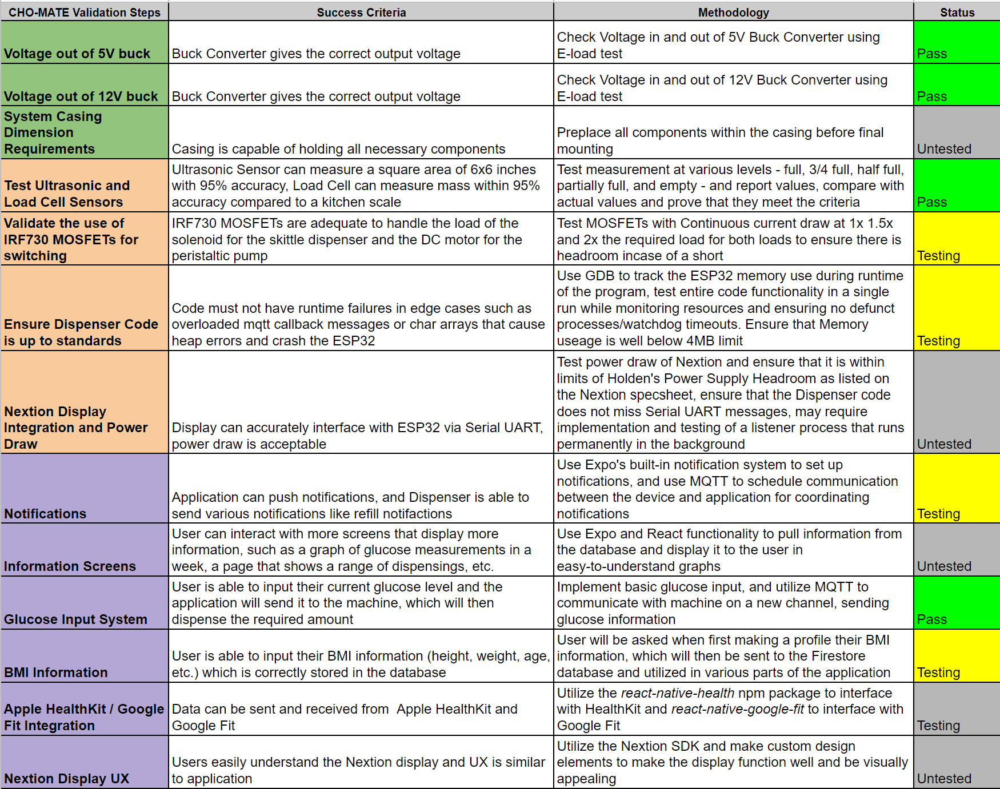 CHO-MATE Validation Steps
Success Criteria
Methodology
Status
Voltage out of 5V buck
Buck Converter gives the correct output voltage
Check Voltage in and out of 5V Buck Converter using
E-load test
Pass
Voltage out of 12V buck
Buck Converter gives the correct output voltage
Check Voltage in and out of 12V Buck Converter using
E-load test
Pass
System Casing
Dimension
Requirements
Casing is capable of holding all necessary components
Preplace all components within the casing before final
mounting
Untested
Test Ultrasonic and
Load Cell Sensors
Ultrasonic Sensor can measure a square area of 6x6 inches
with 95% accuracy, Load Cell can measure mass within 95%
accuracy compared to a kitchen scale
Test measurement at various levels - full, 3/4 full, half full,
partially full, and empty - and report values, compare with
actual values and prove that they meet the criteria
Pass
Validate the use of
IRF730 MOSFETs for
switching
IRF730 MOSFETs are adequate to handle the load of the
solenoid for the skittle dispenser and the DC motor for the
peristaltic pump
Test MOSFETs with Continuous current draw at 1x 1.5x
and 2x the required load for both loads to ensure there is
headroom incase of a short
Testing
Ensure Dispenser Code
is up to standards
Code must not have runtime failures in edge cases such as
overloaded mqtt callback messages or char arrays that cause
heap errors and crash the ESP32
Use GDB to track the ESP32 memory use during runtime
of the program, test entire code functionality in a single
run while monitoring resources and ensuring no defunct
processes/watchdog timeouts. Ensure that Memory
useage is well below 4MB limit
Testing
Nextion Display
Integration and Power
Draw
Display can accurately interface with ESP32 via Serial UART,
power draw is acceptable
Test power draw of Nextion and ensure that it is within
limits of Holden's Power Supply Headroom as listed on
the Nextion specsheet, ensure that the Dispenser code
does not miss Serial UART messages, may require
implementation and testing of a listener process that runs
permanently in the background
Untested
Notifications
Application can push notifications, and Dispenser is able to
send various notifications like refill notifactions
Use Expo's built-in notification system to set up
notifications, and use MQTT to schedule communication
between the device and application for coordinating
notifications
Testing
Information Screens
User can interact with more screens that display more
information, such as a graph of glucose measurements in a
week, a page that shows a range of dispensings, etc.
Use Expo and React functionality to pull information from
the database and display it to the user in
easy-to-understand graphs
Untested
Glucose Input System
User is able to input their current glucose level and the
application will send it to the machine, which will then
dispense the required amount
Implement basic glucose input, and utilize MQTT to
communicate with machine on a new channel, sending
glucose information
Pass
BMI Information
User is able to input their BMI information (height, weight, age,
etc.) which is correctly stored in the database
User will be asked when first making a profile their BMI
information, which will then be sent to the Firestore
database and utilized in various parts of the application
Testing
Apple HealthKit / Google
Fit Integration
Data can be sent and received from  Apple HealthKit and
Google Fit
Utilize the react-native-health npm package to interface
with HealthKit and react-native-google-fit to interface with
Google Fit
Testing
Nextion Display UX
Users easily understand the Nextion display and UX is similar
to application
Utilize the Nextion SDK and make custom design
elements to make the display function well and be visually
appealing
Untested